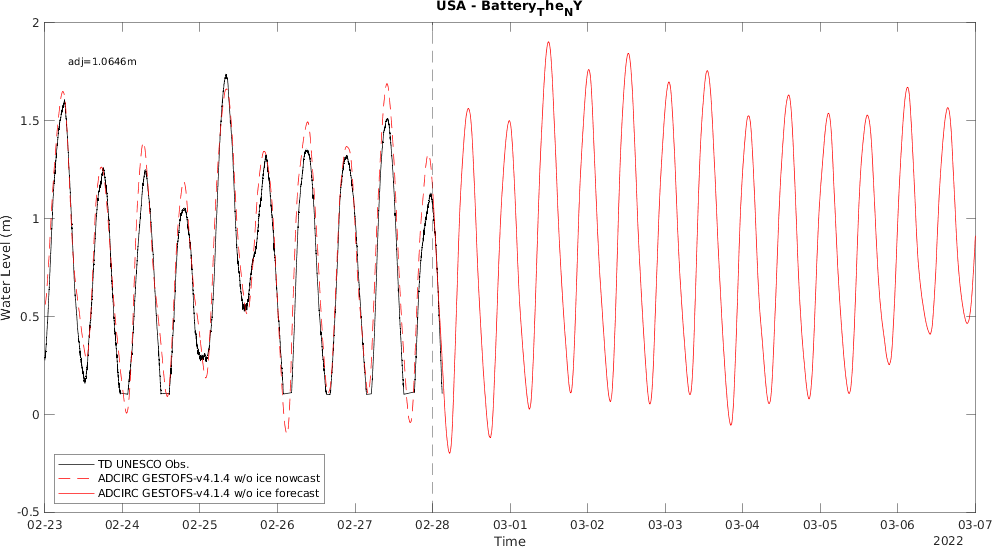 USA - Battery_The_NY
adj=1.0646m
2
1.5
1
0.5
0
-0.5
Water Level (m)
TD UNESCO Obs.
ADCIRC GESTOFS-v4.1.4 w/o ice nowcast
ADCIRC GESTOFS-v4.1.4 w/o ice forecast
02-23 02-24 02-25 02-26 02-27 02-28 03-01 03-02 03-03 03-04 03-05 03-06 03-07
Time
2022